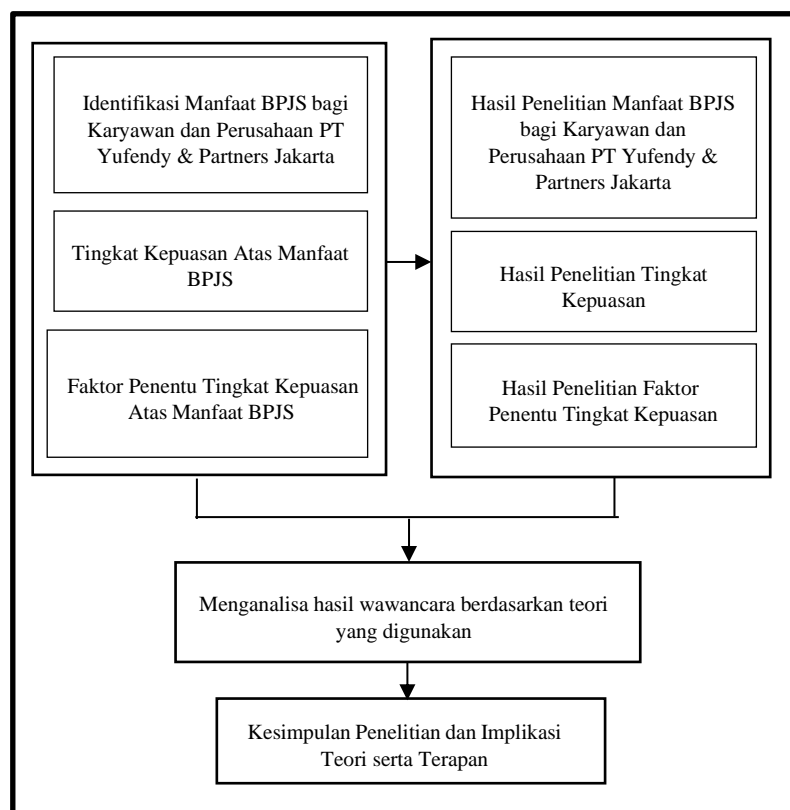 Identifikasi Manfaat BPJS bagi
Karyawan dan Perusahaan PT
Yufendy & Partners Jakarta
Tingkat Kepuasan Atas Manfaat
BPJS
Faktor Penentu Tingkat Kepuasan
Atas Manfaat BPJS
Hasil Penelitian Manfaat BPJS
bagi Karyawan dan
Perusahaan PT Yufendy &
Partners Jakarta
Hasil Penelitian Tingkat
Kepuasan
Hasil Penelitian Faktor
Penentu Tingkat Kepuasan
Menganalisa hasil wawancara berdasarkan teori
yang digunakan
Kesimpulan Penelitian dan Implikasi
Teori serta Terapan